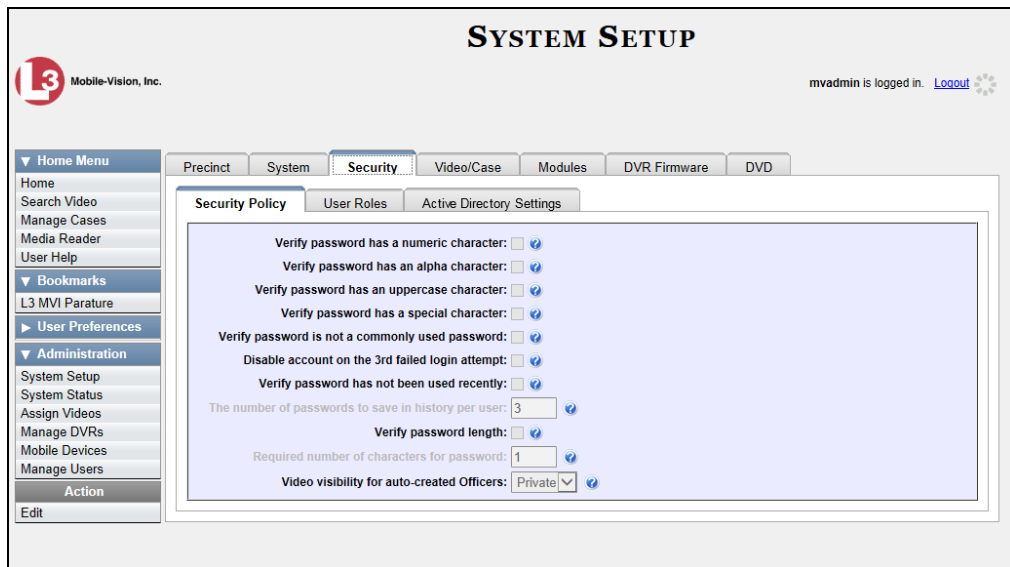 SYSTEM SETUP
L3 Mobile-Vision, Inc.
mvadmin is logged in. Logout
▼ Home Menu
Home
Search Video
Manage Cases
Media Reader
User Help
▼ Bookmarks
L3 MVI Parature
▶ User Preferences
▼ Administration
System Setup
System Status
Assign Videos
Manage DVRs
Mobile Devices
Manage Users
Action
Edit
Precinct System Security Video/Case Modules DVR Firmware DVD
Security Policy User Roles Active Directory Settings
Verify password has a numeric character: ?
Verify password has an alpha character: ?
Verify password has an uppercase character: ?
Verify password has a special character: ?
Verify password is not a commonly used password: ?
Disable account on the 3rd failed login attempt: ?
Verify password has not been used recently: ?
The number of passwords to save in history per user: 3 ?
Verify password length: ?
Required number of characters for password: 1 ?
Video visibility for auto-created Officers: Private ?